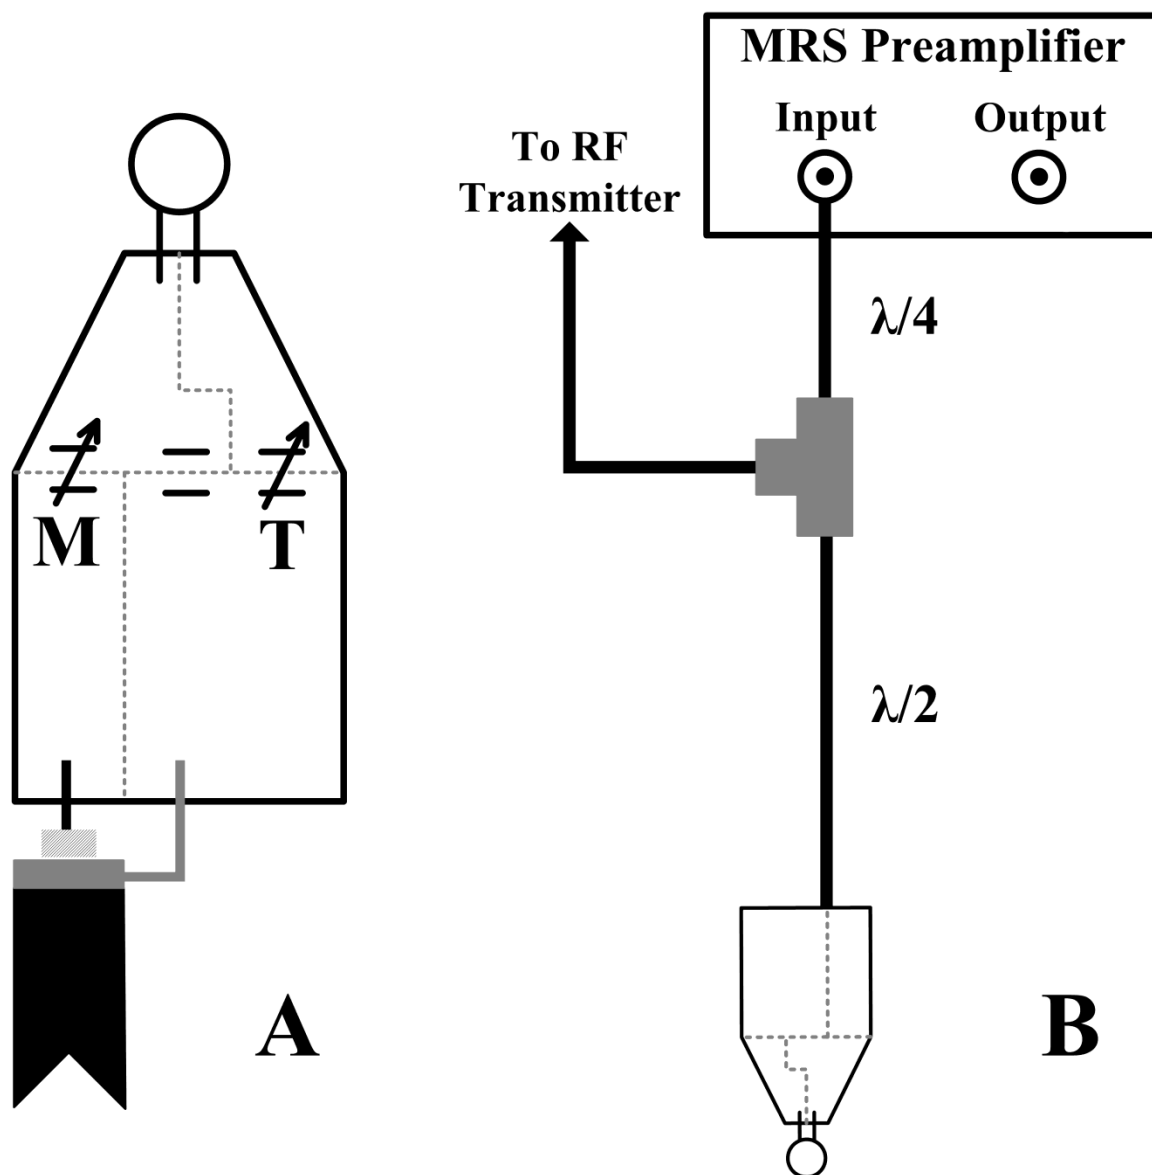 MRS Preamplifier
Input
Output
To RF
Transmitter
λ/4
M
T
λ/2
A
B